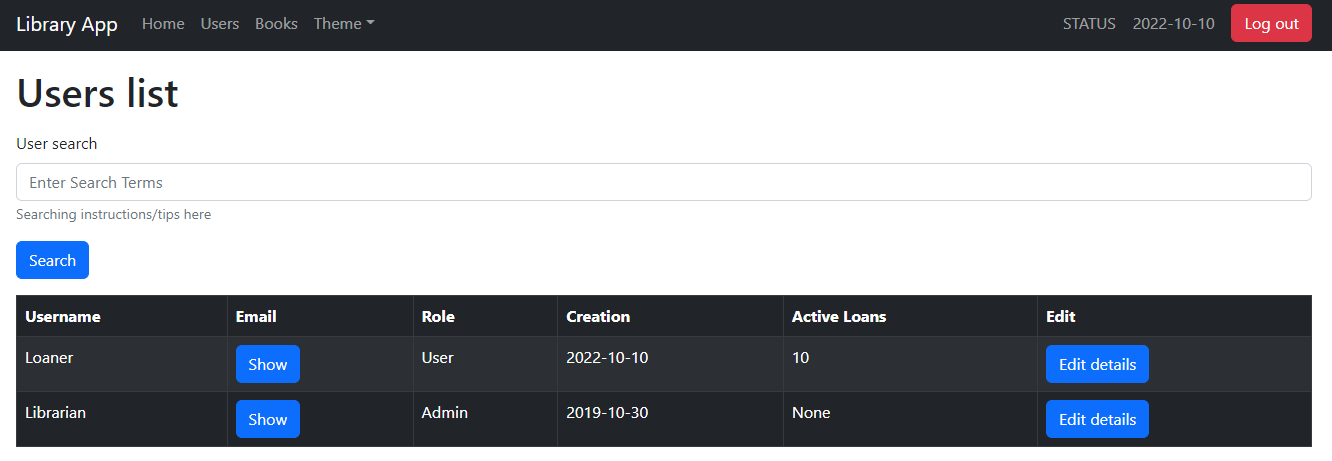 Library App Home Users Books Theme STATUS 2022-10-10 Log out
Users list
User search
Enter Search Terms
Searching instructions/tips here
Search
Username Email Role Creation Active Loans Edit
Loaner Show User 2022-10-10 10 Edit details
Librarian Show Admin 2019-10-30 None Edit details